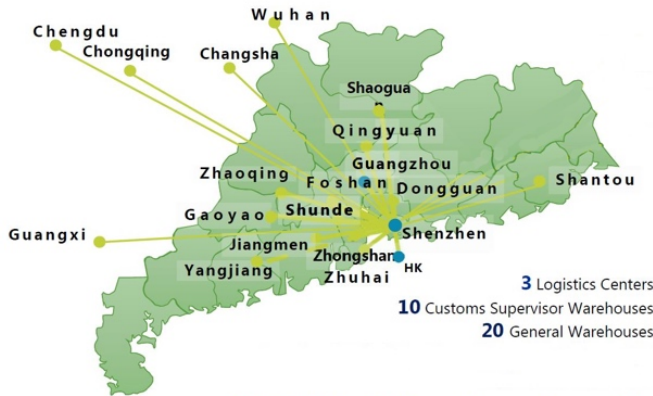 Wuhan
Chengdu
Chongqing
Changsha
Shaoguan
Qingyuan
Guangzhou
Zhaoqing
Foshan
Dongguan
Shantou
Gaoyao
Shunde
Guangxi
Shenzhen
Jiangmen
Zhongshan
Yangjiang
Zhuhai
HK
3 Logistics Centers
10 Customs Supervisor Warehouses
20 General Warehouses